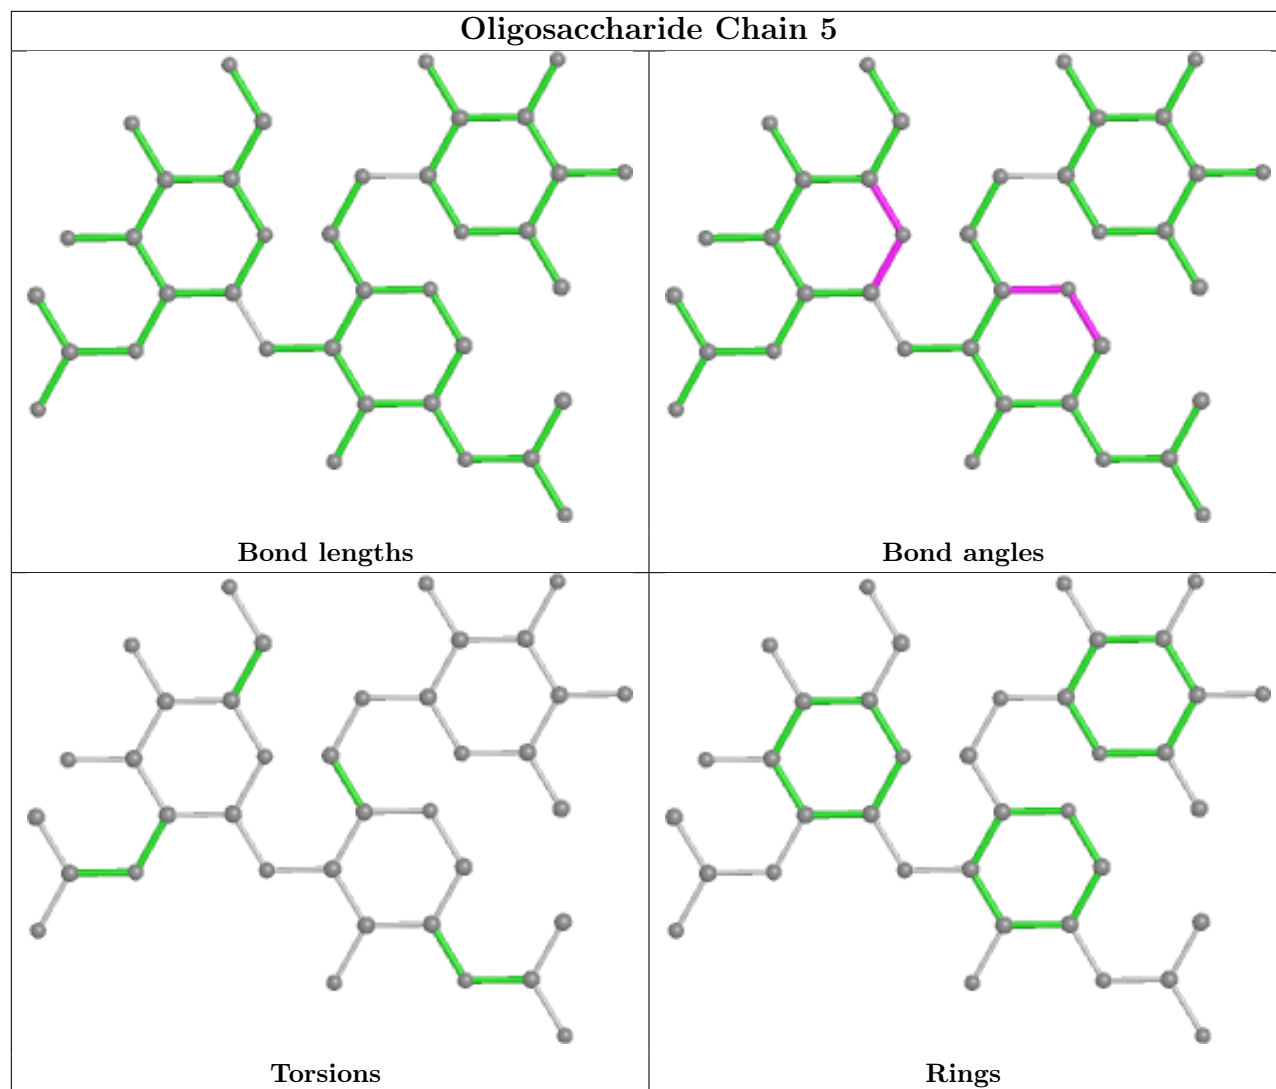 Oligosaccharide Chain 5
Bond lengths
Bond angles
Torsions
Rings